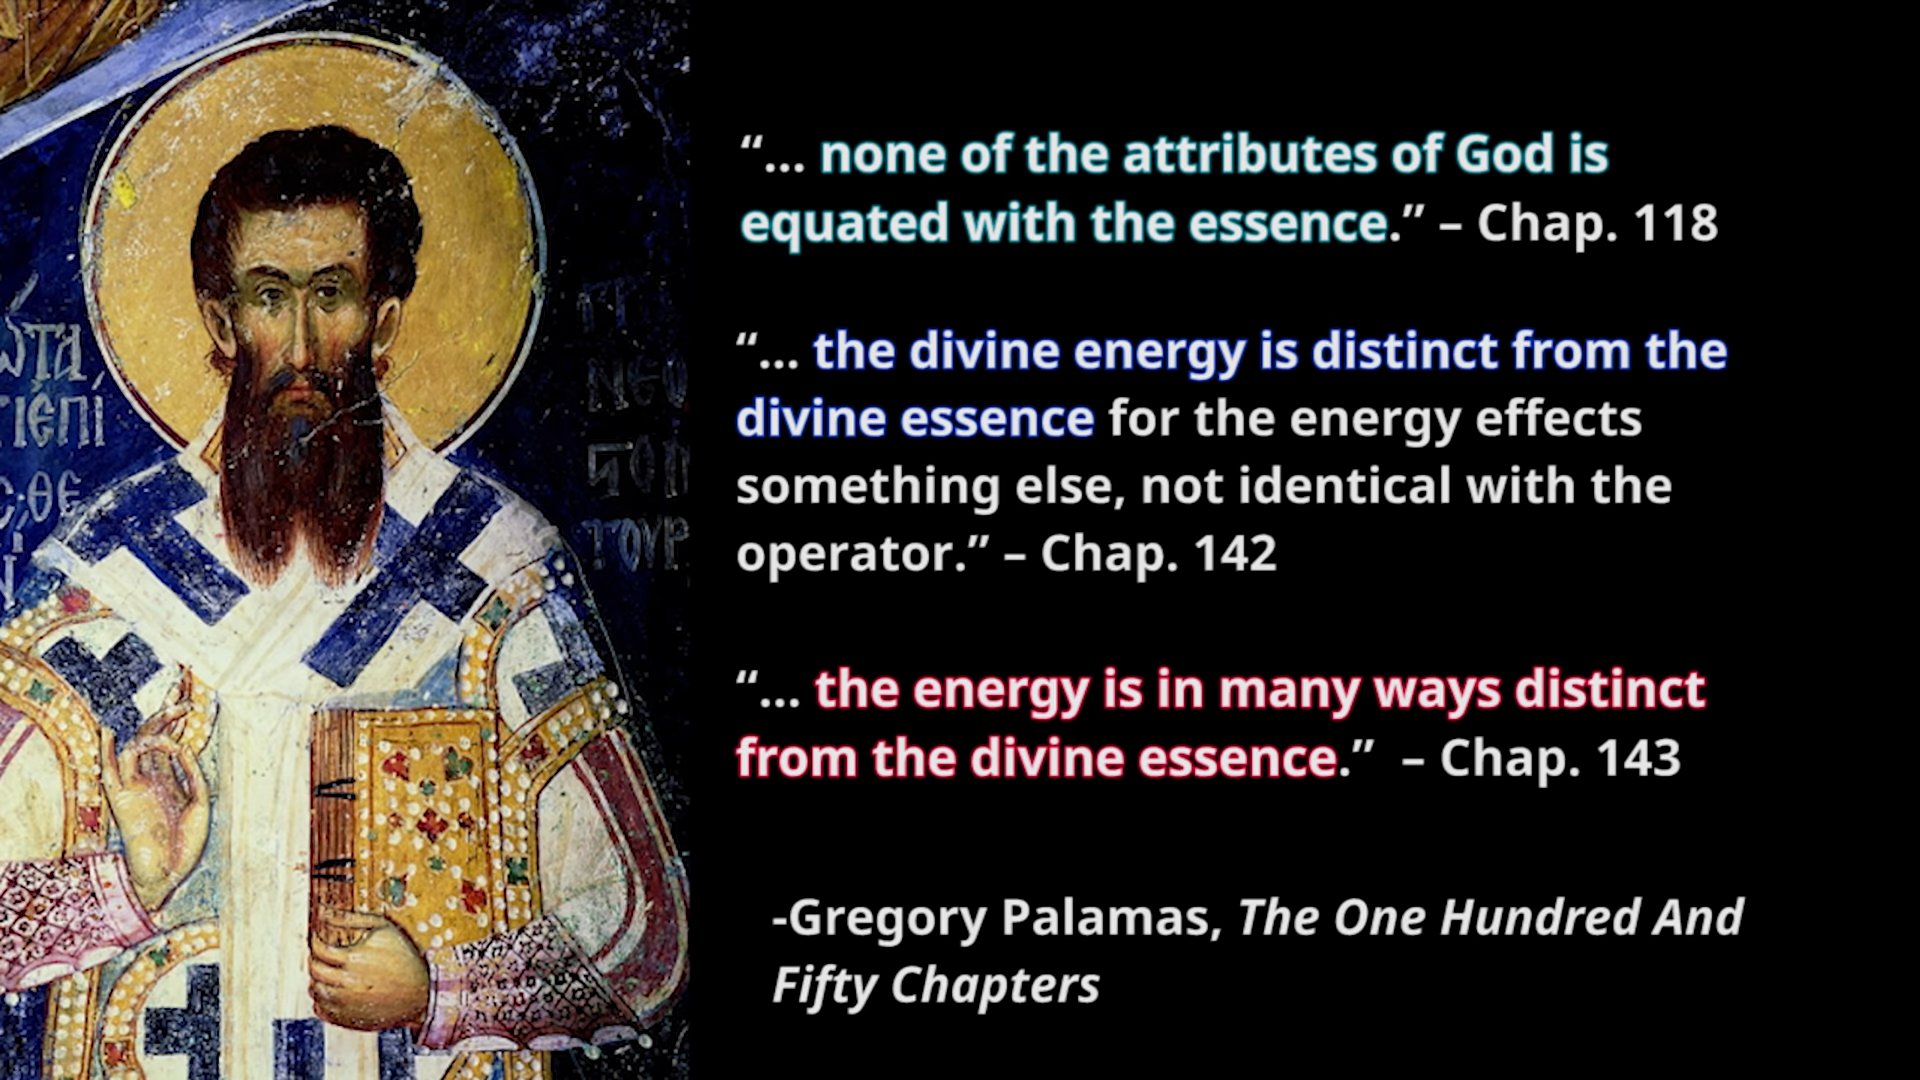 “... none of the attributes of God is
equated with the essence.” – Chap. 118
“... the divine energy is distinct from the
divine essence for the energy effects
something else, not identical with the
operator.” – Chap. 142
“... the energy is in many ways distinct
from the divine essence.” – Chap. 143
-Gregory Palamas, The One Hundred And
Fifty Chapters